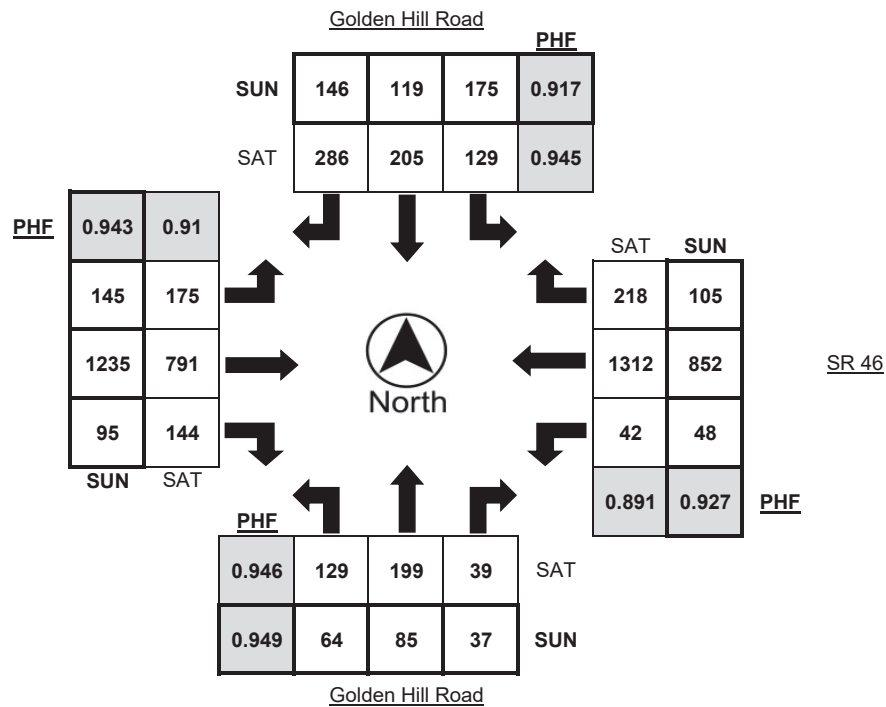 Golden Hill Road
PHF
SUN 146 119 175 0.917
SAT 286 205 129 0.945
PHF 0.943 0.91
145 175
1235 791
95 144
SUN SAT
SAT SUN
218 105
1312 852
42 48
0.891 0.927 PHF
SR 46
North
PHF
0.946 129 199 39 SAT
0.949 64 85 37 SUN
Golden Hill Road